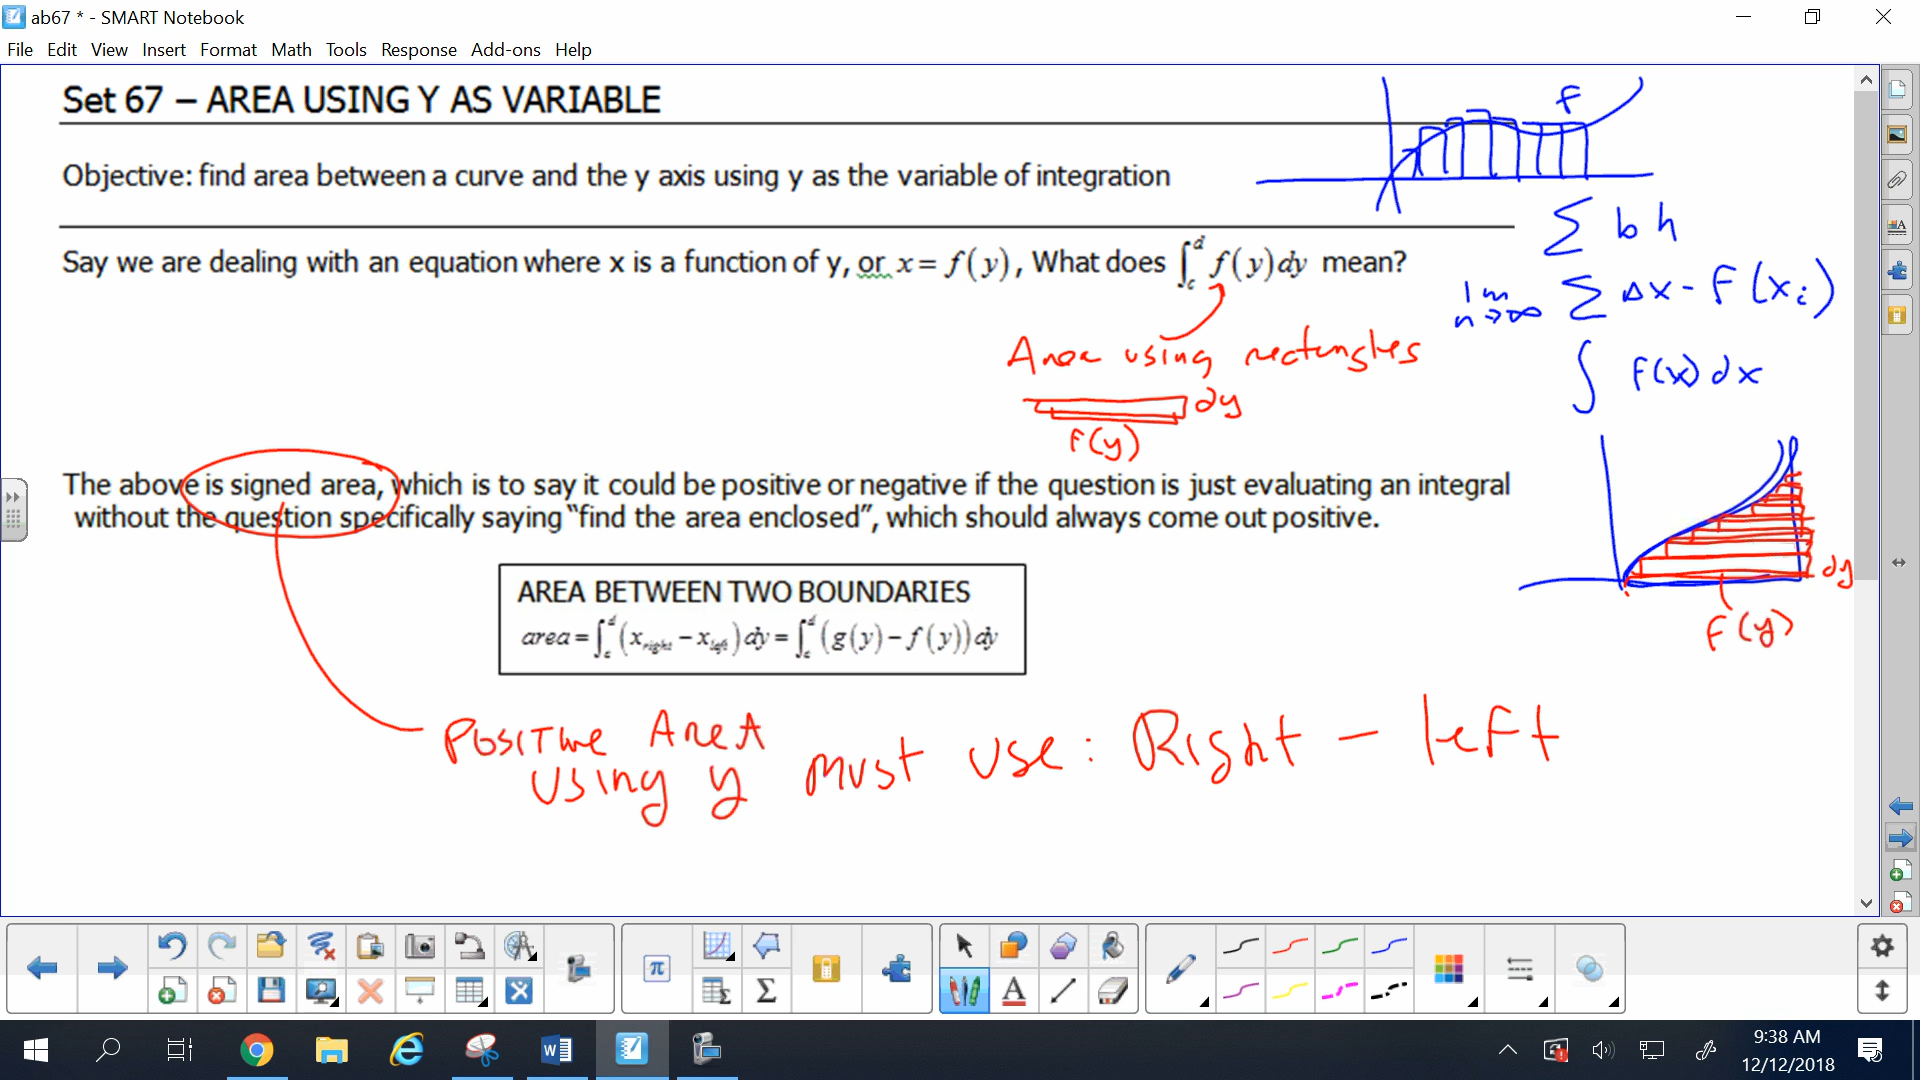 ab67 * - SMART Notebook
File Edit View Insert Format Math Tools Response Add-ons Help
Set 67 – AREA USING Y AS VARIABLE
f
Objective: find area between a curve and the y axis using y as the variable of integration
∑ b h
Say we are dealing with an equation where x is a function of y, or x = f(y), What does ∫_c^d f(y)dy mean?
lim n→∞ ∑ Δx - f(xᵢ)
Area using rectangles
∫ f(x) dx
dy
f(y)
The above is signed area, which is to say it could be positive or negative if the question is just evaluating an integral
without the question specifically saying “find the area enclosed”, which should always come out positive.
dy
f(y)
AREA BETWEEN TWO BOUNDARIES
area = ∫_c^d (x_right − x_left) dy = ∫_c^d (g(y) − f(y)) dy
Positive Area
using y must use: Right − left
9:38 AM
12/12/2018